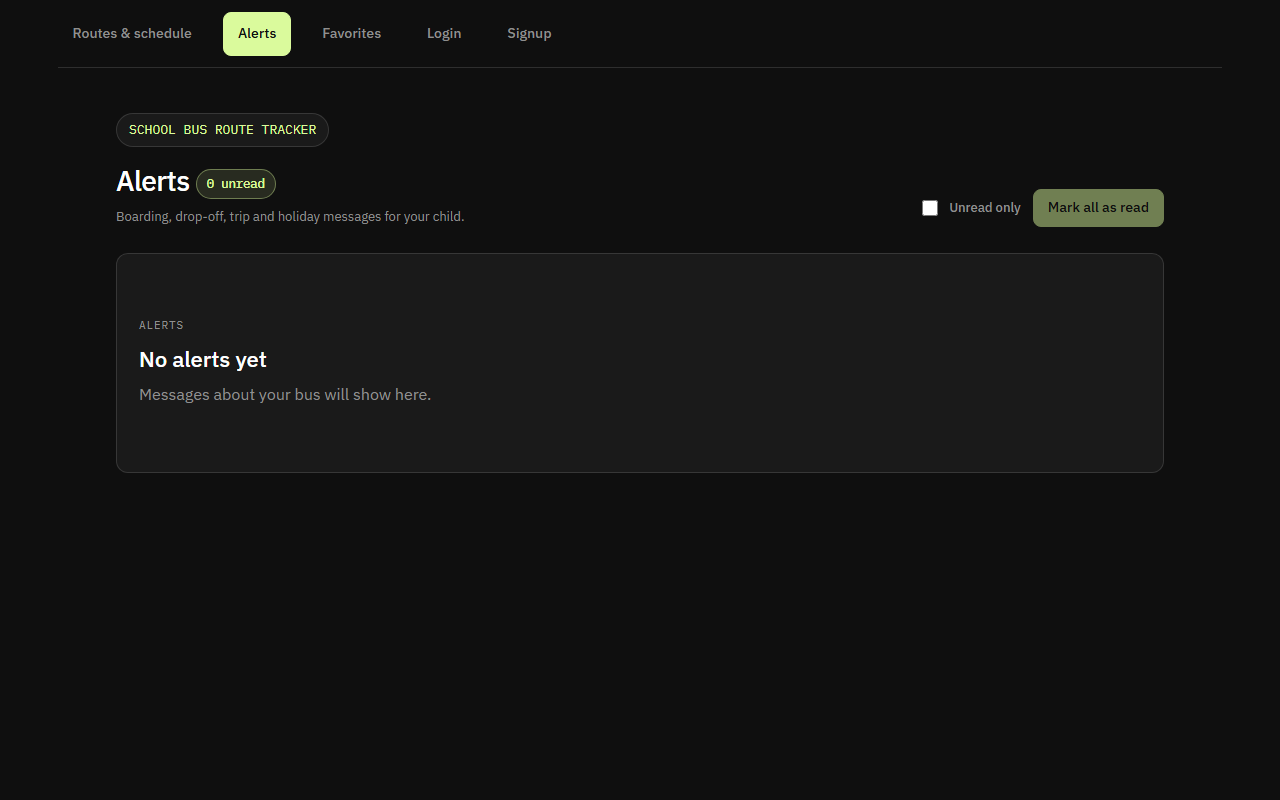 Routes & schedule
Alerts
Favorites
Login
Signup
SCHOOL BUS ROUTE TRACKER
Alerts 0 unread
Boarding, drop-off, trip and holiday messages for your child.
Unread only
Mark all as read
ALERTS
No alerts yet
Messages about your bus will show here.